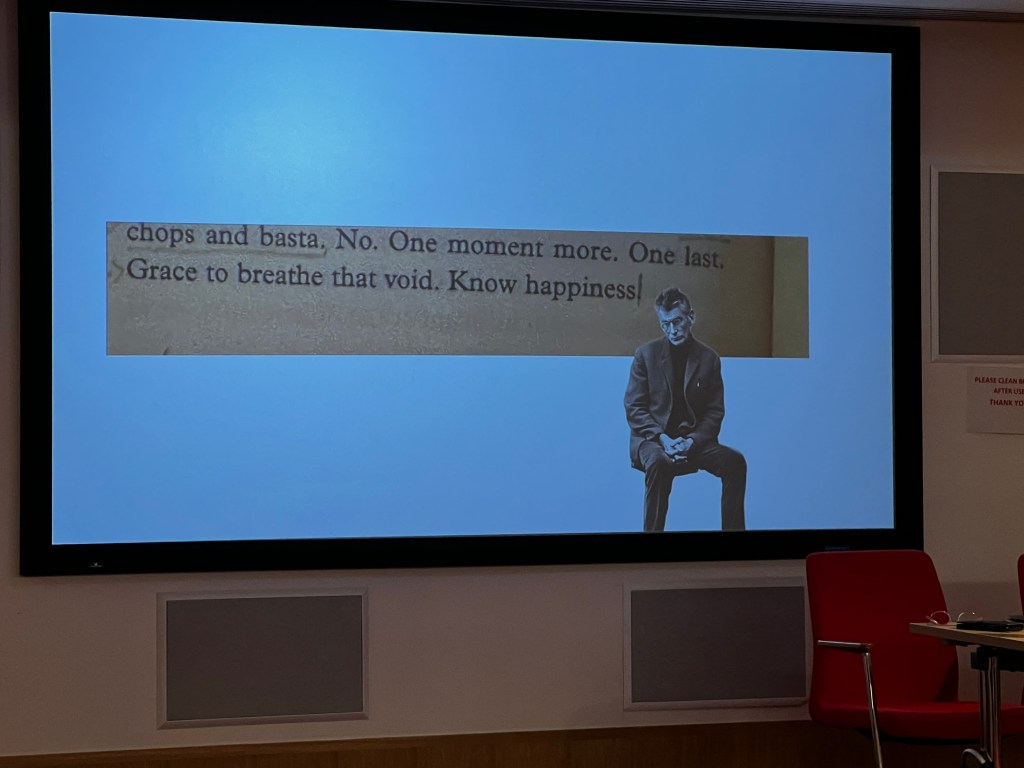 chops and basta. No. One moment more. One last.
Grace to breathe that void. Know happiness
PLEASE CLEAN
AFTER USE
THANK YO